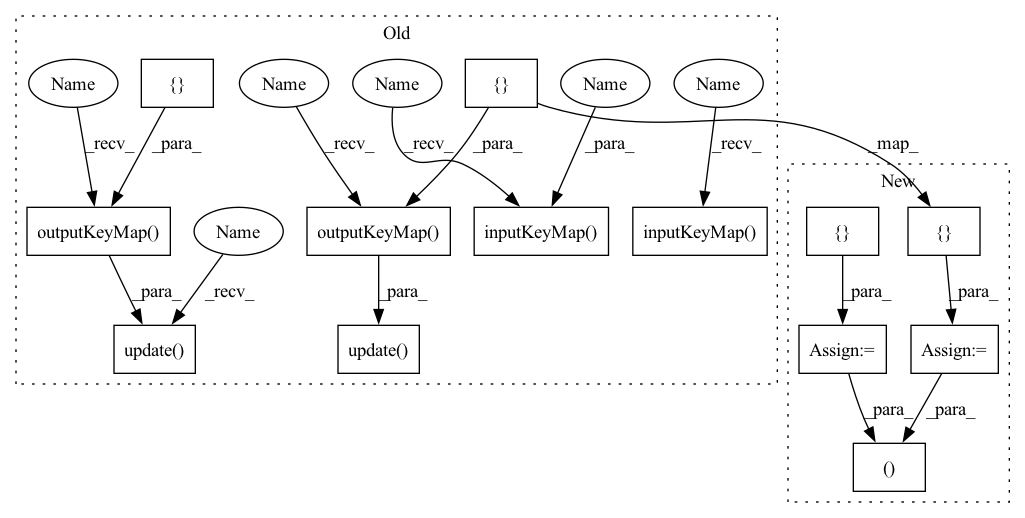 Old
Name
{}
Name
Name
{}
Name
Name
_recv_
_para_
_recv_
_recv_
_para_
_para_
_recv_
_map_
New
outputKeyMap()
Name
outputKeyMap()
inputKeyMap()
inputKeyMap()
{}
{}
_para_
_recv_
_para_
_para_
_para_
update()
update()
Assign:=
Assign:=
_para_
_para_
()